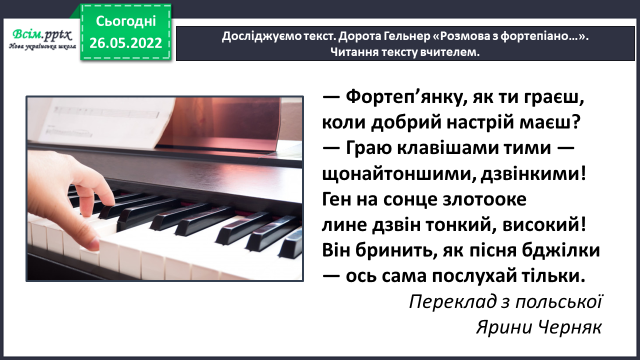 Всім.pptx
Нова українська школа
Сьогодні
26.05.2022
Досліджуємо текст. Дорота Гельнер «Розмова з фортепіано…».
Читання тексту вчителем.
— Фортеп’янку, як ти граєш,
коли добрий настрій маєш?
— Граю клавішами тими —
щонайтоншими, дзвінкими!
Ген на сонце злотооке
лине дзвін тонкий, високий!
Він бринить, як пісня бджілки
— ось сама послухай тільки.
Переклад з польської
Ярини Черняк